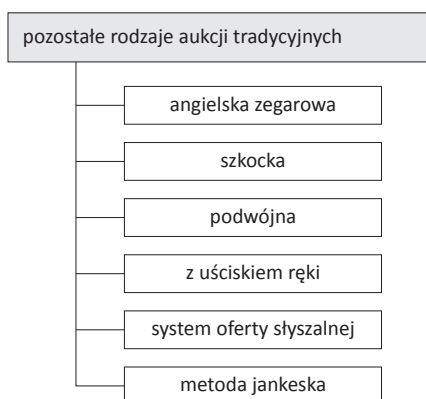 pozostałe rodzaje aukcji tradycyjnych
angielska zegarowa
szkocka
podwójna
z uściskiem ręki
system oferty słyszalnej
metoda jankeska